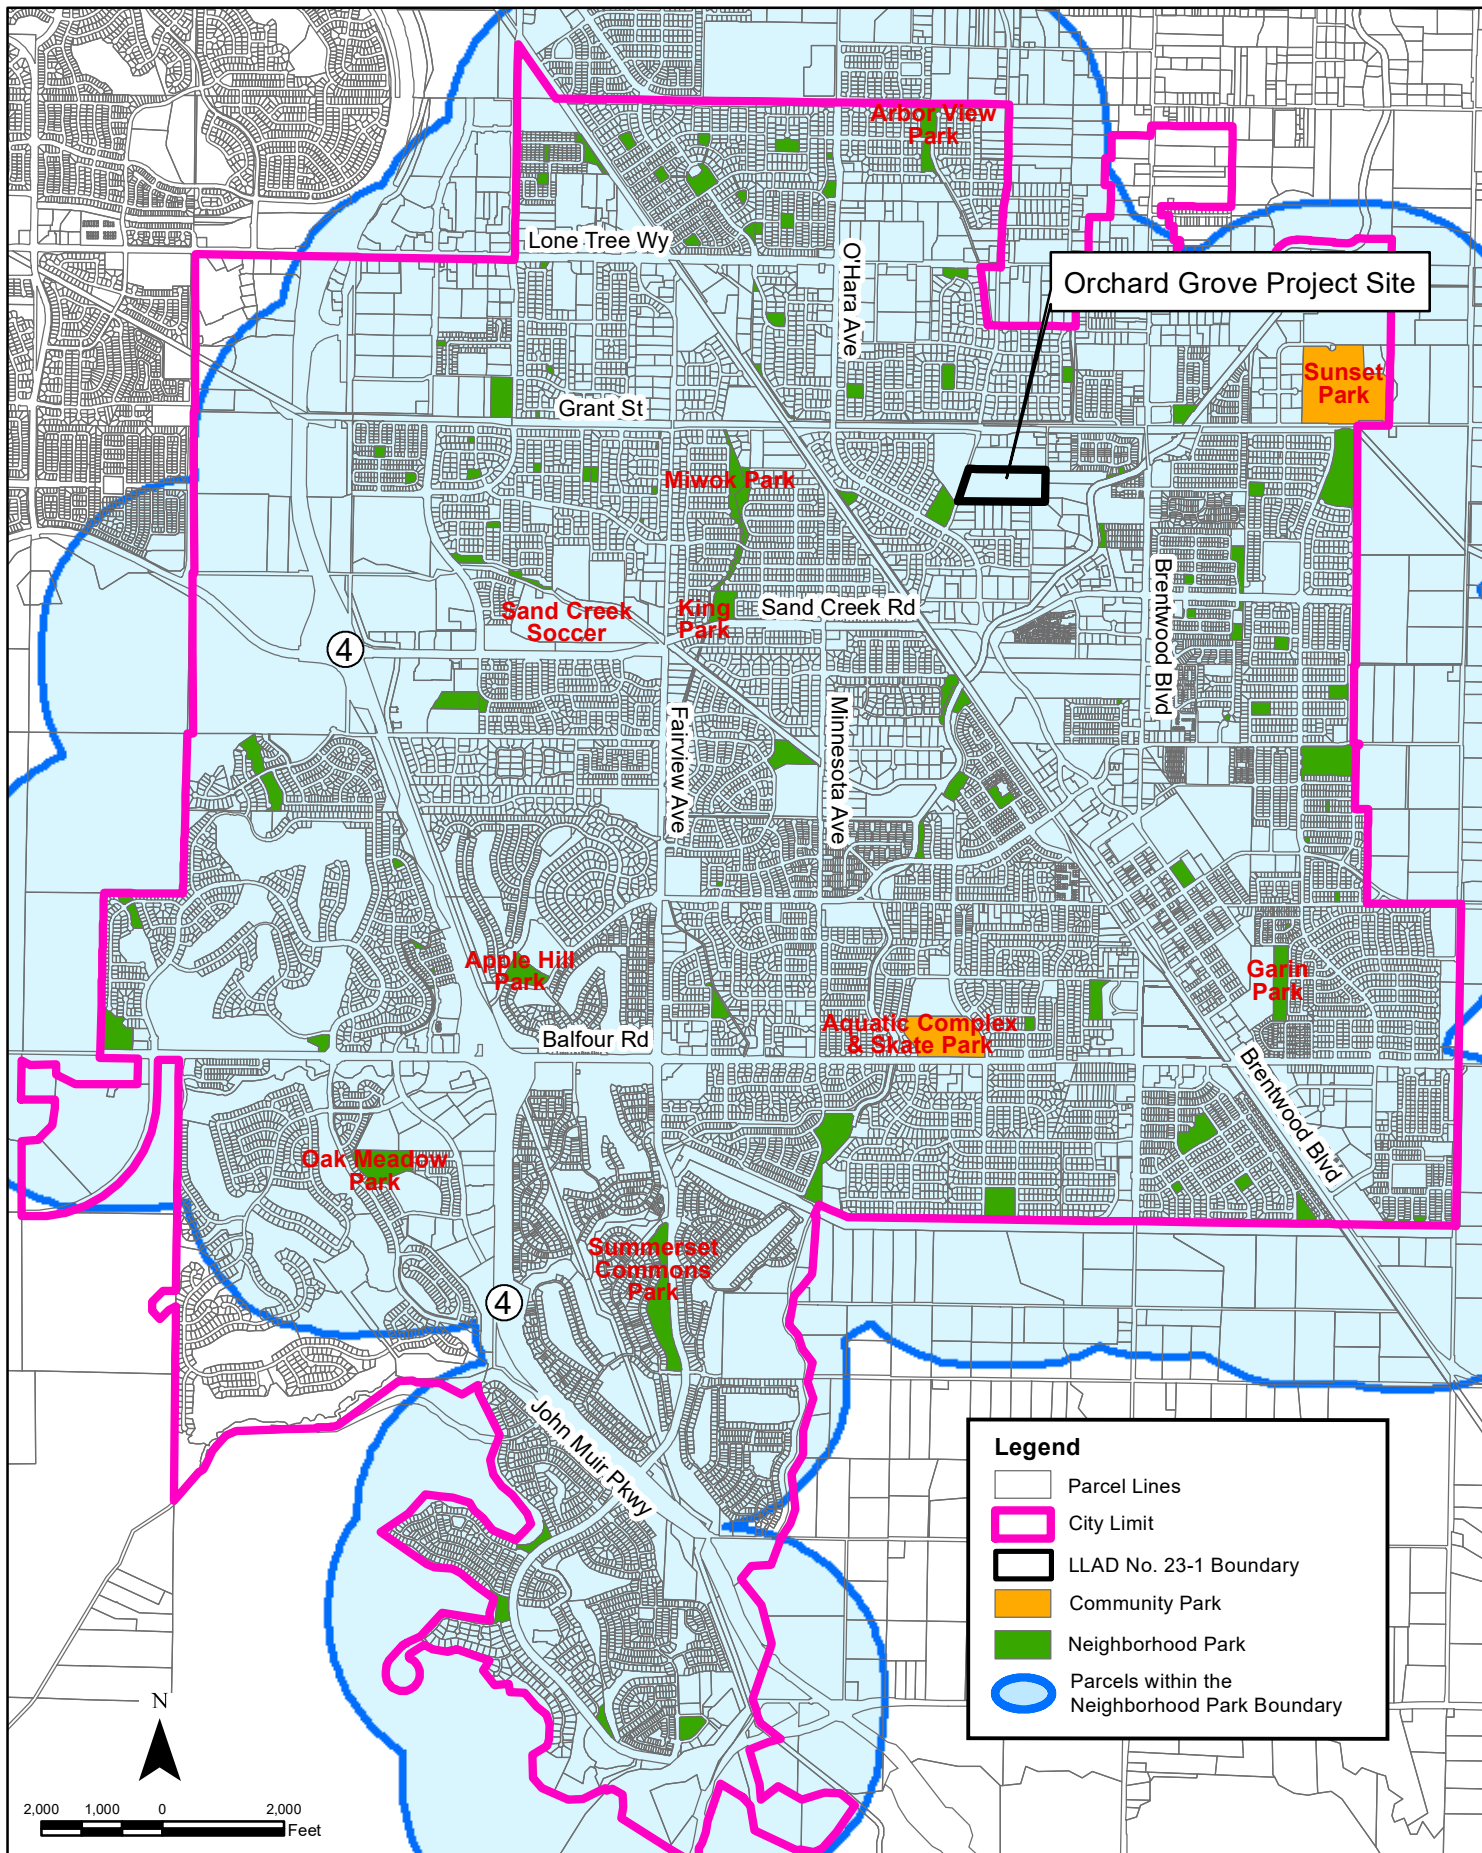 Arbor View
Park
Lone Tree Wy
O'Hara Ave
Orchard Grove Project Site
Sunset
Park
Grant St
Miwok Park
Sand Creek
Soccer
King
Park
Sand Creek Rd
Brentwood Blvd
4
Fairview Ave
Minnesota Ave
Apple Hill
Park
Garin
Park
Aquatic Complex
& Skate Park
Balfour Rd
Brentwood Blvd
Oak Meadow
Park
Summerset
Commons
Park
4
John Muir Pkwy
Legend
Parcel Lines
City Limit
LLAD No. 23-1 Boundary
Community Park
Neighborhood Park
Parcels within the
Neighborhood Park Boundary
N
2,000 1,000 0 2,000
Feet